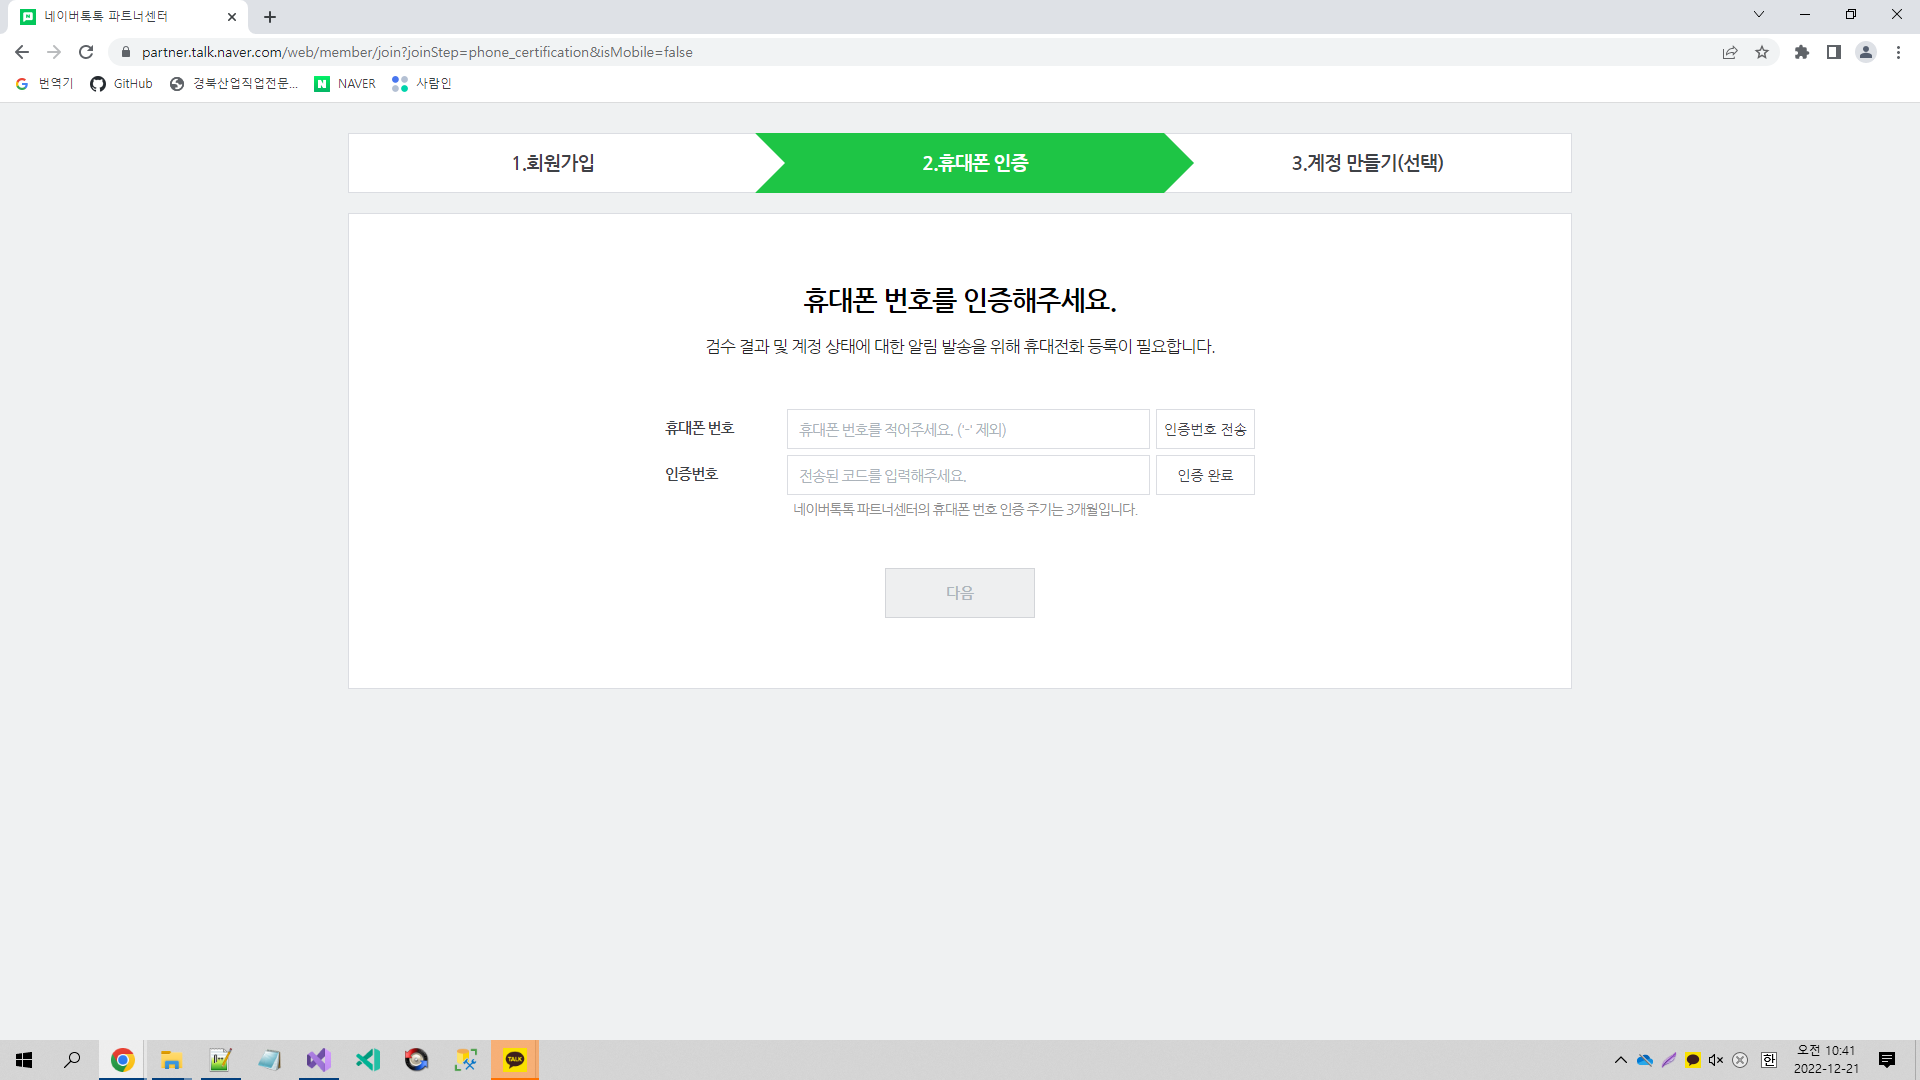 네이버톡톡 파트너센터
partner.talk.naver.com/web/member/join?joinStep=phone_certification&isMobile=false
번역기 GitHub 경북산업직업전문... NAVER 사람인
1.회원가입 2.휴대폰 인증 3.계정 만들기(선택)
휴대폰 번호를 인증해주세요.
검수 결과 및 계정 상태에 대한 알림 발송을 위해 휴대전화 등록이 필요합니다.
휴대폰 번호 휴대폰 번호를 적어주세요. ('-' 제외) 인증번호 전송
인증번호 전송된 코드를 입력해주세요. 인증 완료
네이버톡톡 파트너센터의 휴대폰 번호 인증 주기는 3개월입니다.
다음
TALK
한
오전 10:41
2022-12-21